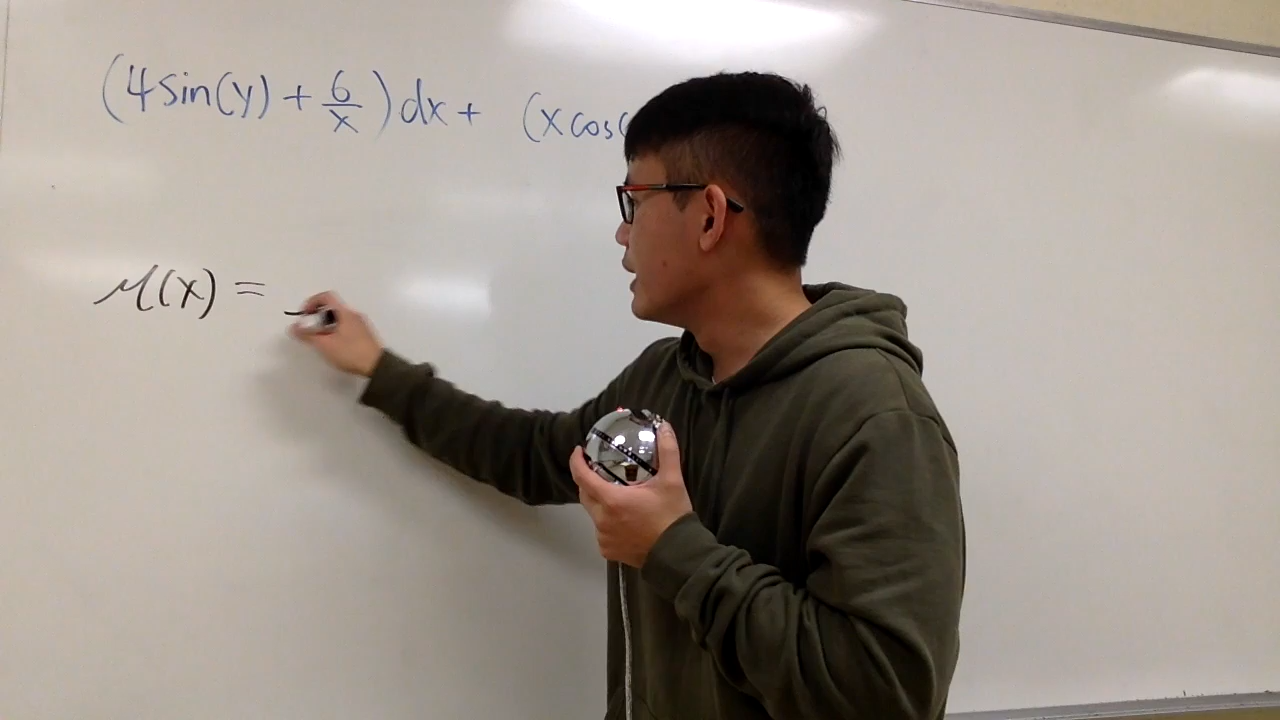 (4sin(y) + 6/x)dx + (x cos(
μ(x) =